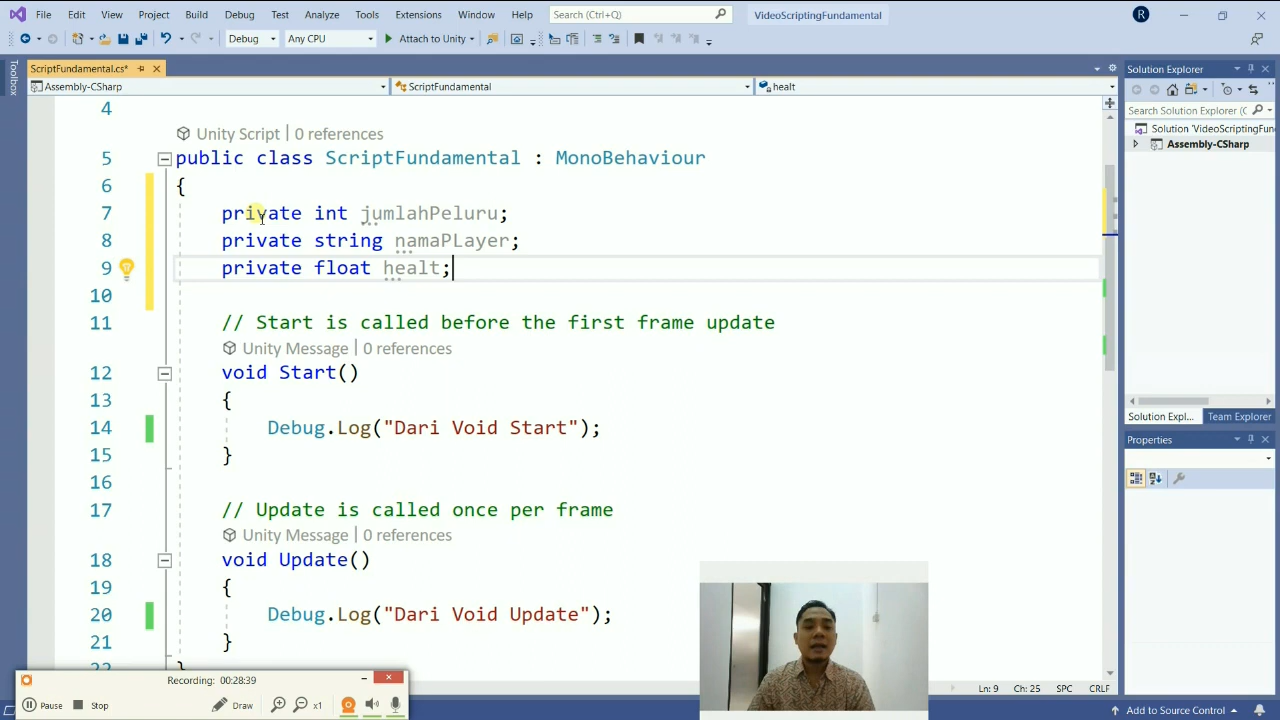 File Edit View Project Build Debug Test Analyze Tools Extensions Window Help Search (Ctrl+Q) VideoScriptingFundamental R
Debug Any CPU Attach to Unity
Toolbox
ScriptFundamental.cs*
Assembly-CSharp ScriptFundamental healt
4
Unity Script | 0 references
5 public class ScriptFundamental : MonoBehaviour
6 {
7 private int jumlahPeluru;
8 private string namaPLayer;
9 private float healt;
10
11 // Start is called before the first frame update
Unity Message | 0 references
12 void Start()
13 {
14 Debug.Log("Dari Void Start");
15 }
16
17 // Update is called once per frame
Unity Message | 0 references
18 void Update()
19 {
20 Debug.Log("Dari Void Update");
21 }
22 }
Solution Explorer
Search Solution Explorer (C
Solution 'VideoScriptingFun
Assembly-CSharp
Solution Expl... Team Explorer
Properties
Recording: 00:28:39
Pause Stop Draw x1
Ln: 9 Ch: 25 SPC CRLF
Add to Source Control